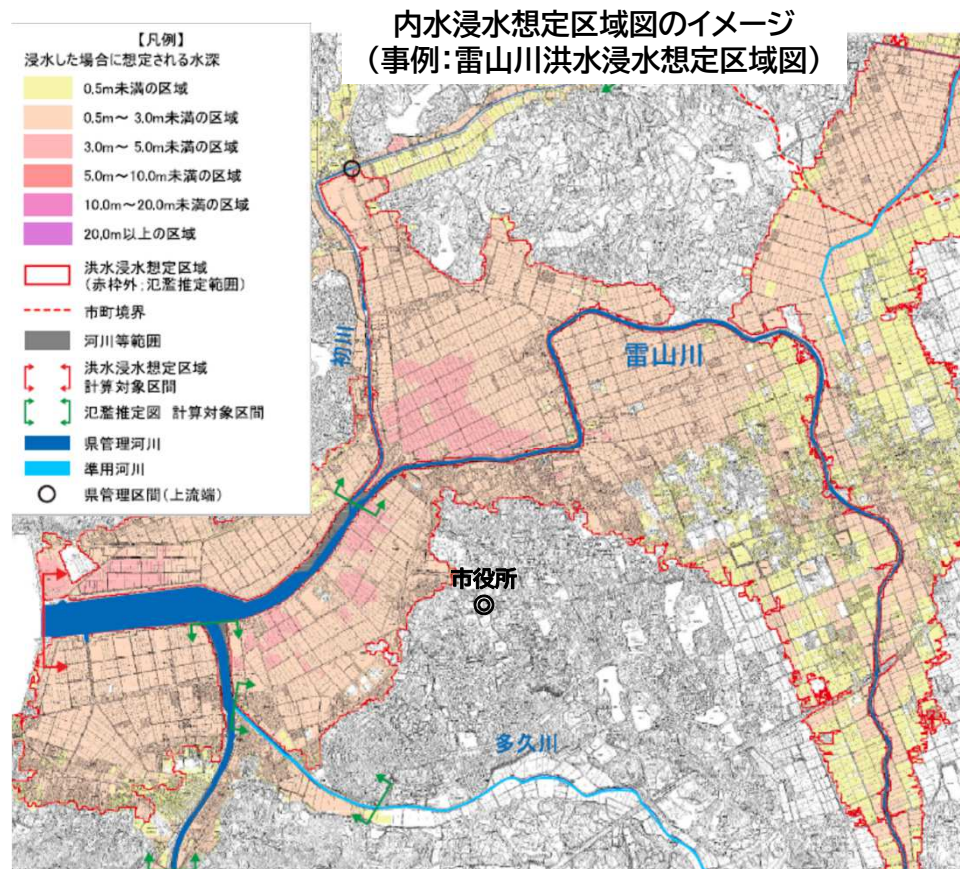 内水浸水想定区域図のイメージ
（事例：雷山川洪水浸水想定区域図）
【凡例】
浸水した場合に想定される水深
0.5m未満の区域
0.5m～ 3.0m未満の区域
3.0m～ 5.0m未満の区域
5.0m～10.0m未満の区域
10.0m～20.0m未満の区域
20.0m以上の区域
洪水浸水想定区域
（赤枠外：氾濫推定範囲）
市町境界
河川等範囲
洪水浸水想定区域
計算対象区間
氾濫推定図 計算対象区間
県管理河川
準用河川
県管理区間（上流端）
初川
雷山川
市役所
多久川